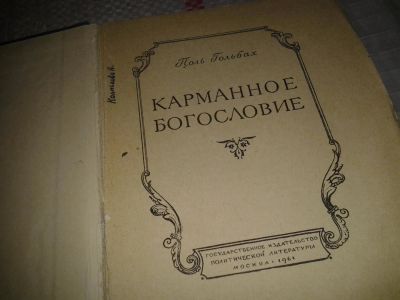 Поль Гольбах
КАРМАННОЕ
БОГОСЛОВИЕ
ГОСУДАРСТВЕННОЕ ИЗДАТЕЛЬСТВО
ПОЛИТИЧЕСКОЙ ЛИТЕРАТУРЫ
МОСКВА · 1961